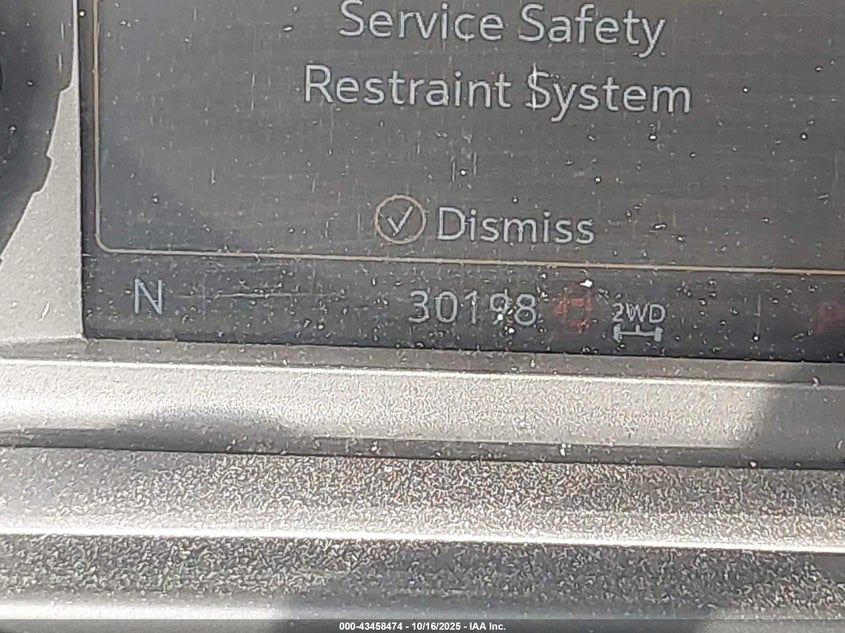 Service Safety
Restraint System
Dismiss
N 30198 2WD
000-43458474 - 10/16/2025 - IAA Inc.